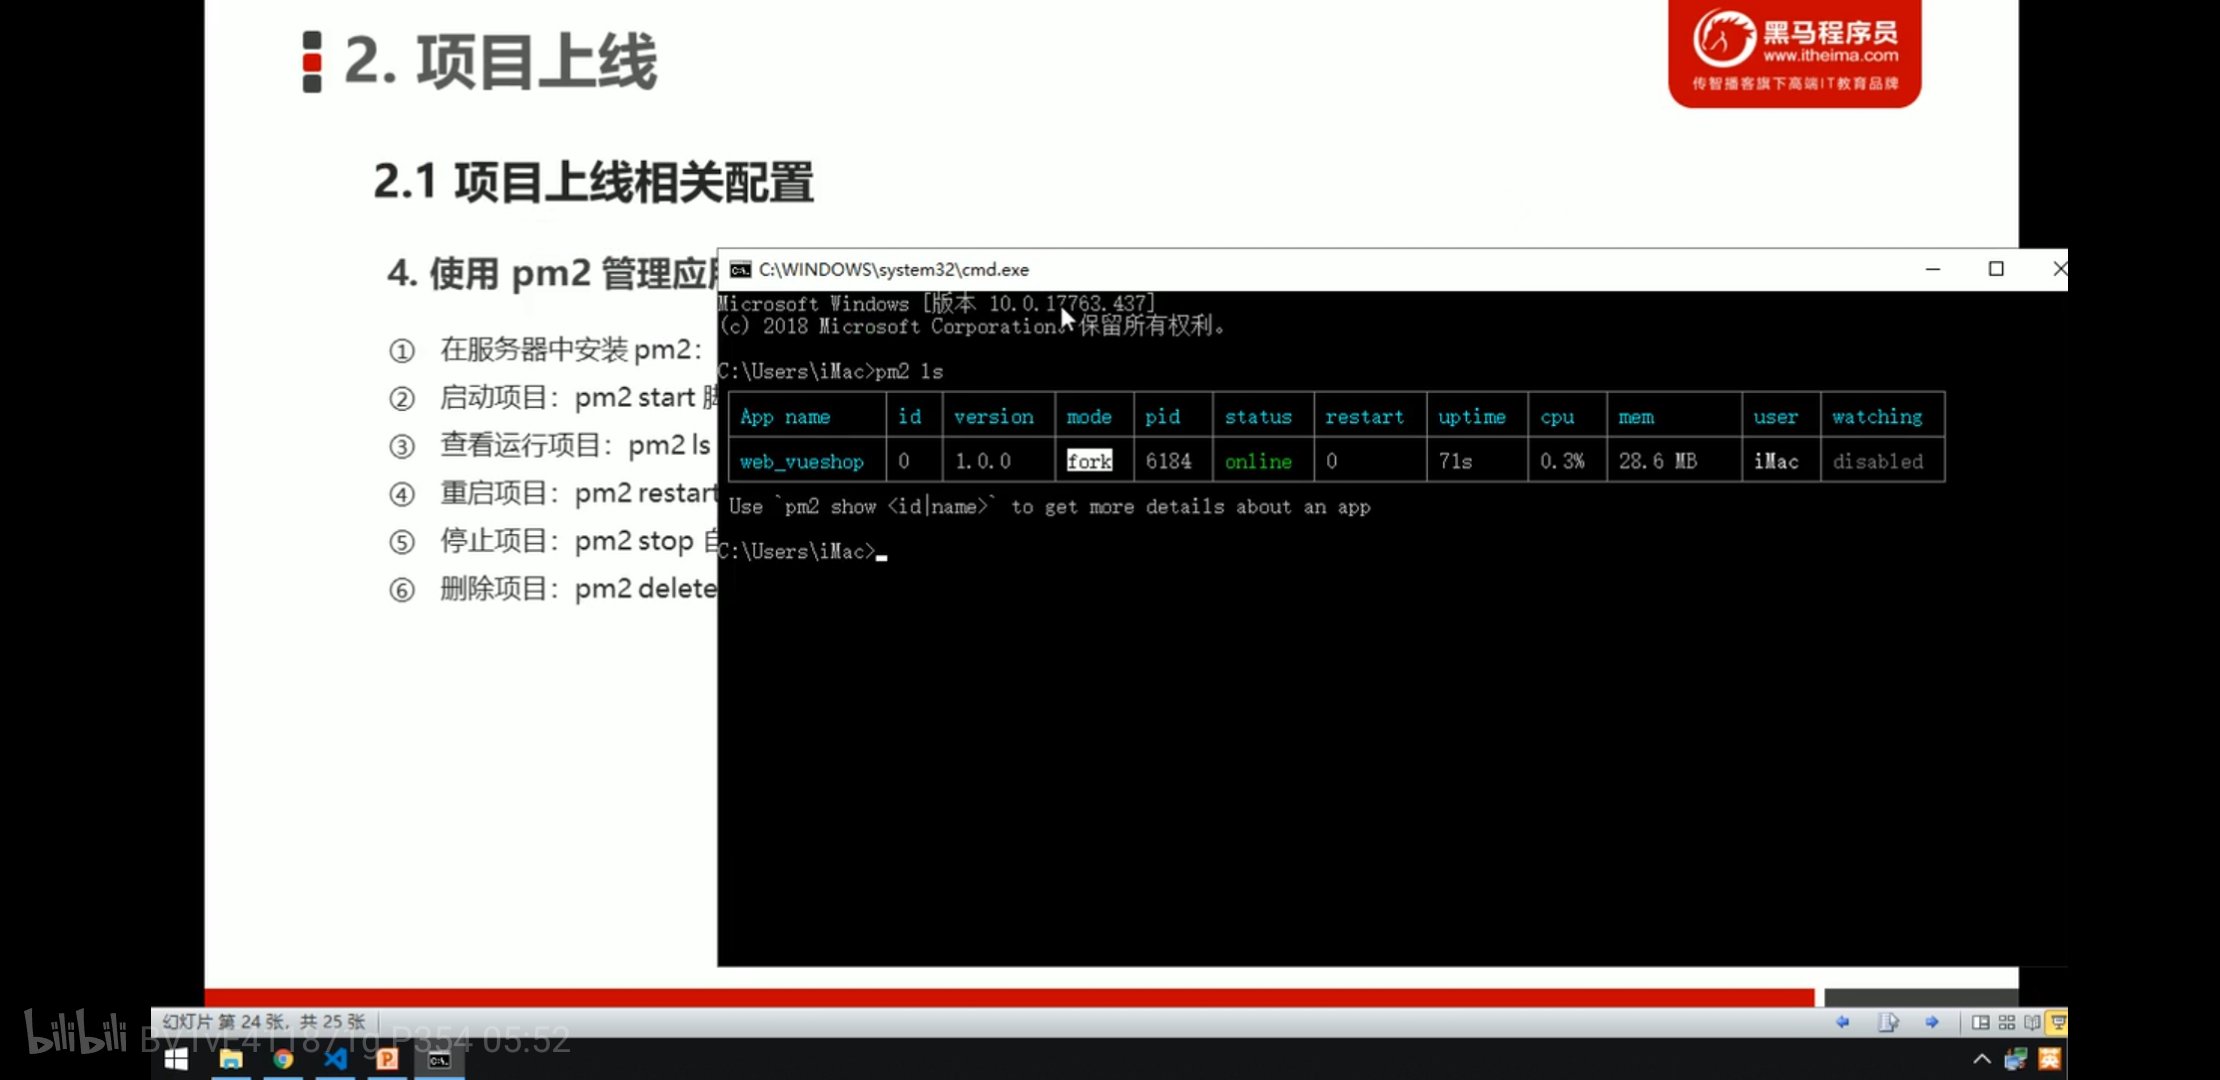 2. 项目上线
黑马程序员
www.itheima.com
传智播客旗下高端IT教育品牌
2.1 项目上线相关配置
4. 使用 pm2 管理应
① 在服务器中安装 pm2：
② 启动项目：pm2 start
③ 查看运行项目：pm2 ls
④ 重启项目：pm2 restart
⑤ 停止项目：pm2 stop
⑥ 删除项目：pm2 delete
C:\WINDOWS\system32\cmd.exe
Microsoft Windows [版本 10.0.17763.437]
(c) 2018 Microsoft Corporation。保留所有权利。
C:\Users\iMac>pm2 ls
App name id version mode pid status restart uptime cpu mem user watching
web_vueshop 0 1.0.0 fork 6184 online 0 71s 0.3% 28.6 MB iMac disabled
Use `pm2 show <id|name>` to get more details about an app
C:\Users\iMac>
幻灯片 第 24 张，共 25 张
bilibili P354 05:52
英